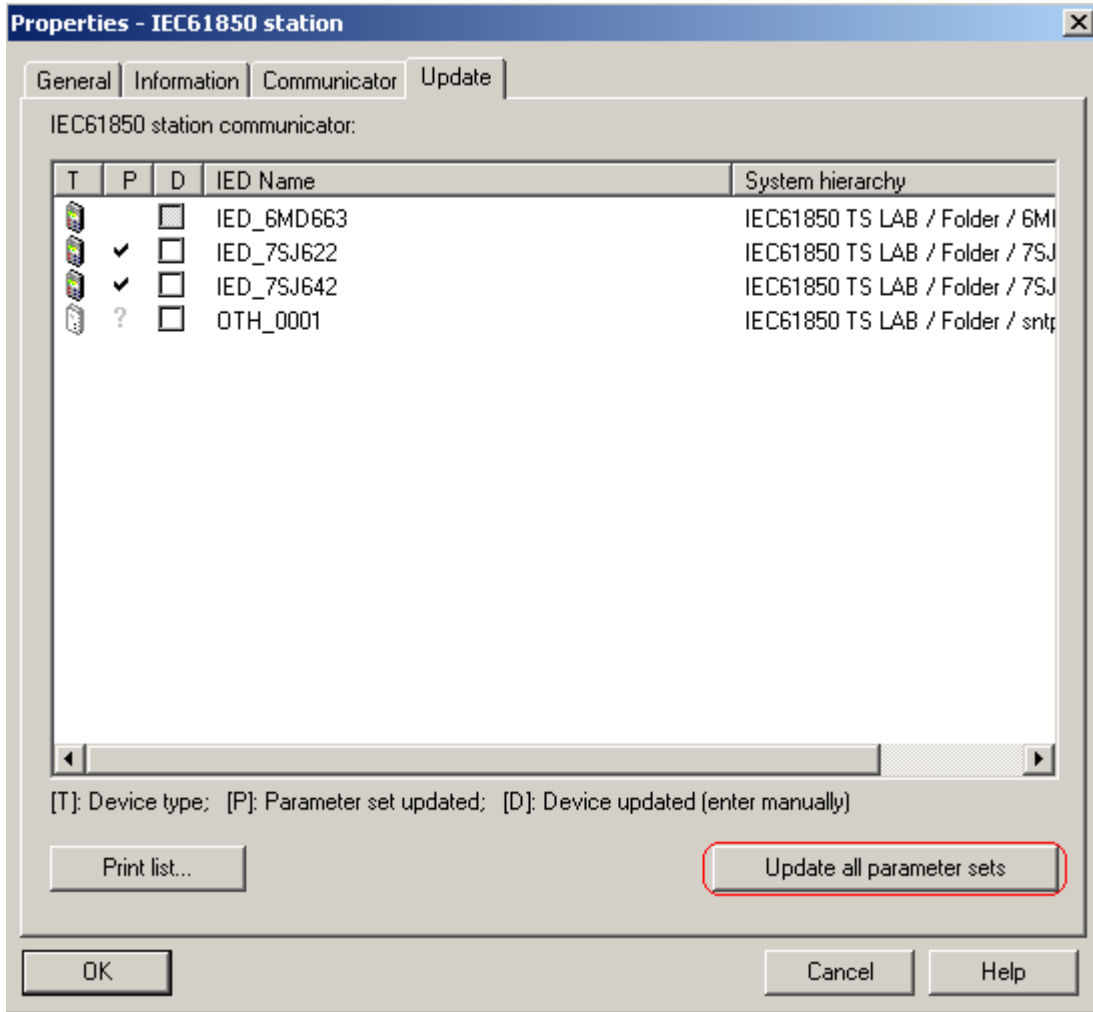 Properties - IEC61850 station
General Information Communicator Update
IEC61850 station communicator:
T P D IED Name System hierarchy
IED_6MD663 IEC61850 TS LAB / Folder / 6MI
IED_7SJ622 IEC61850 TS LAB / Folder / 7SJ
IED_7SJ642 IEC61850 TS LAB / Folder / 7SJ
? OTH_0001 IEC61850 TS LAB / Folder / sntp
[T]: Device type; [P]: Parameter set updated; [D]: Device updated (enter manually)
Print list... Update all parameter sets
OK Cancel Help